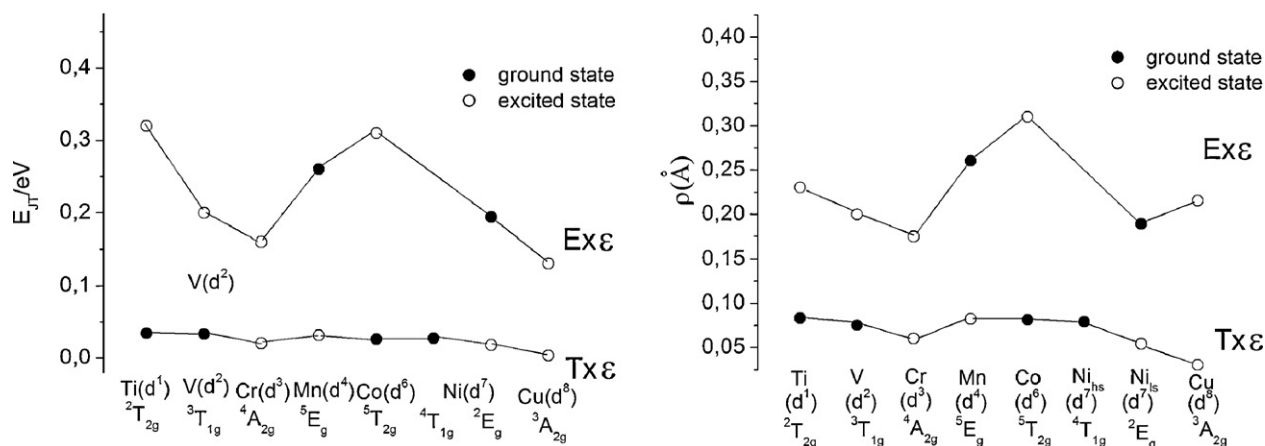 0,4
0,3
0,2
0,1
0,0
E_JT/eV
ground state
excited state
Exε
V(d²)
Txε
Ti(d¹) V(d²) Cr(d³) Mn(d⁴) Co(d⁶) Ni(d⁷) Cu(d⁸)
²T₂g ³T₁g ⁴A₂g ⁵Eg ⁵T₂g ⁴T₁g ²Eg ³A₂g
0,40
0,35
0,30
0,25
0,20
0,15
0,10
0,05
ρ(Å)
ground state
excited state
Exε
Txε
Ti V Cr Mn Co Ni_hs Ni_ls Cu
(d¹) (d²) (d³) (d⁴) (d⁶) (d⁷) (d⁷) (d⁸)
²T₂g ³T₁g ⁴A₂g ⁵Eg ⁵T₂g ⁴T₁g ²Eg ³A₂g